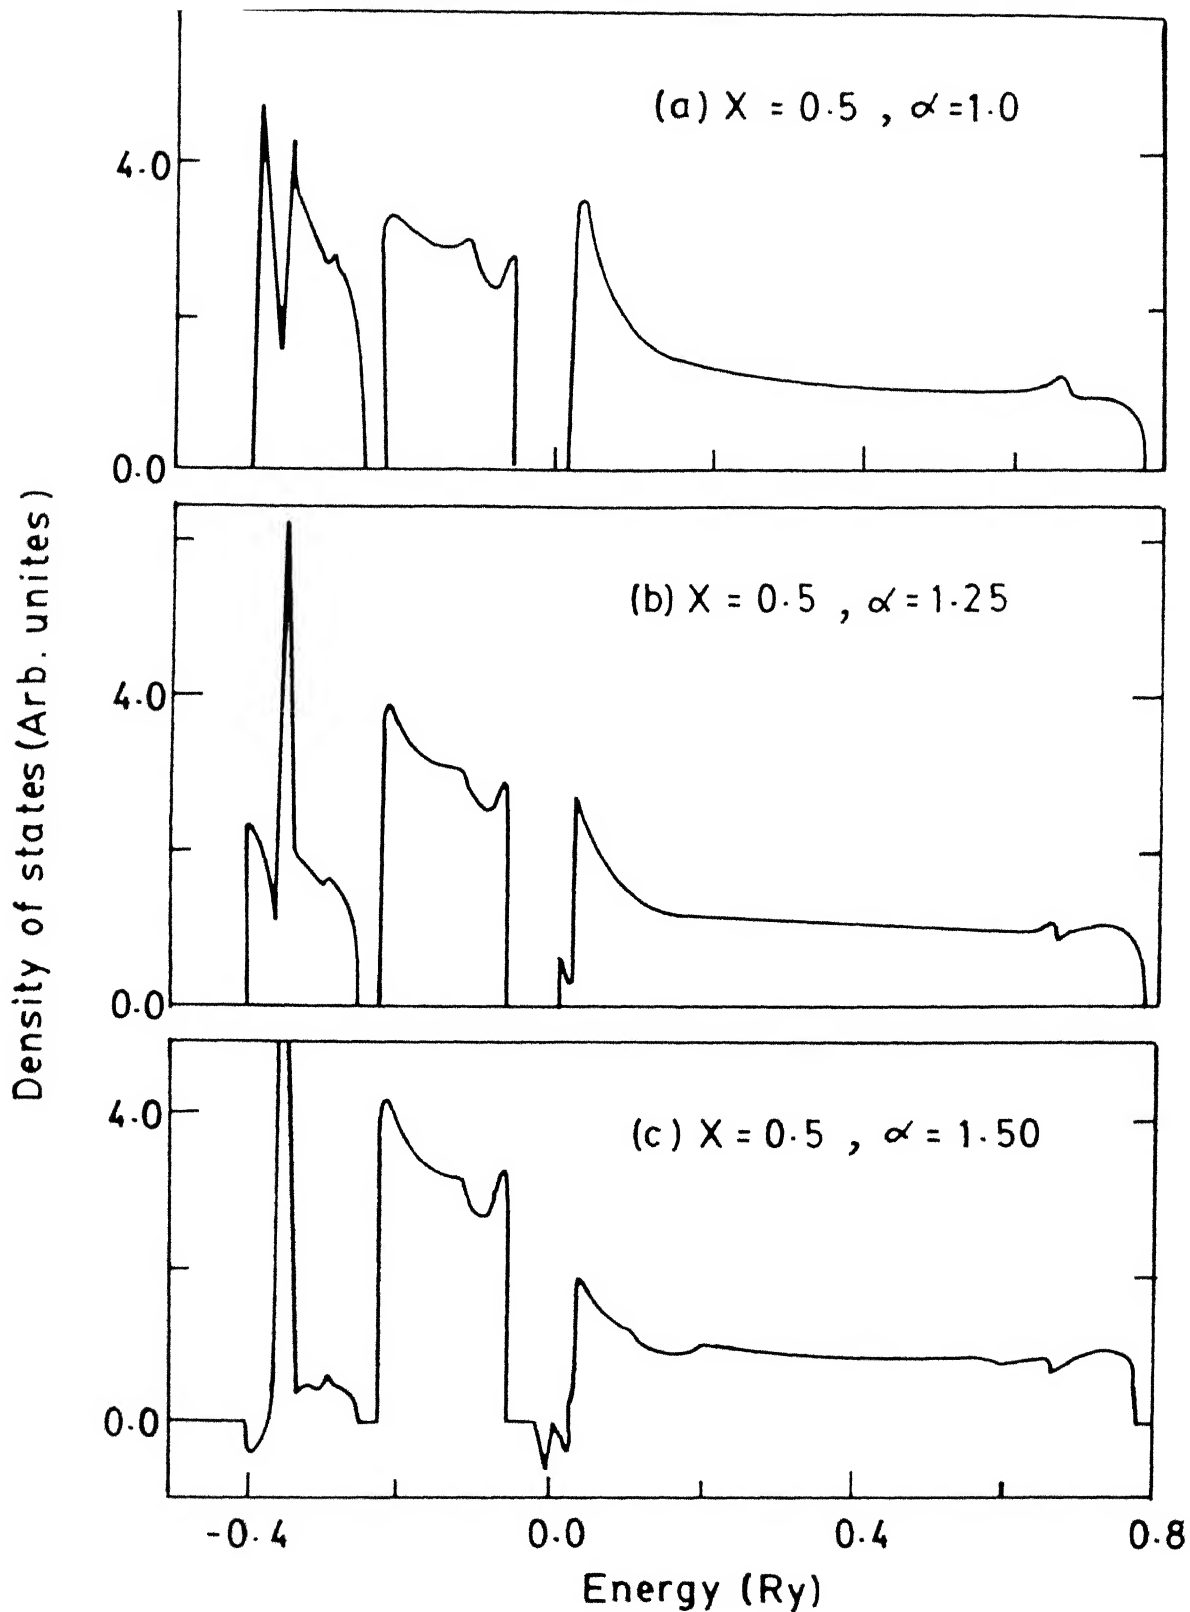 (a) X = 0.5 , α = 1.0
4.0
0.0
(b) X = 0.5 , α = 1.25
4.0
0.0
(c) X = 0.5 , α = 1.50
4.0
0.0
Density of states (Arb. unites)
-0.4 0.0 0.4 0.8
Energy (Ry)